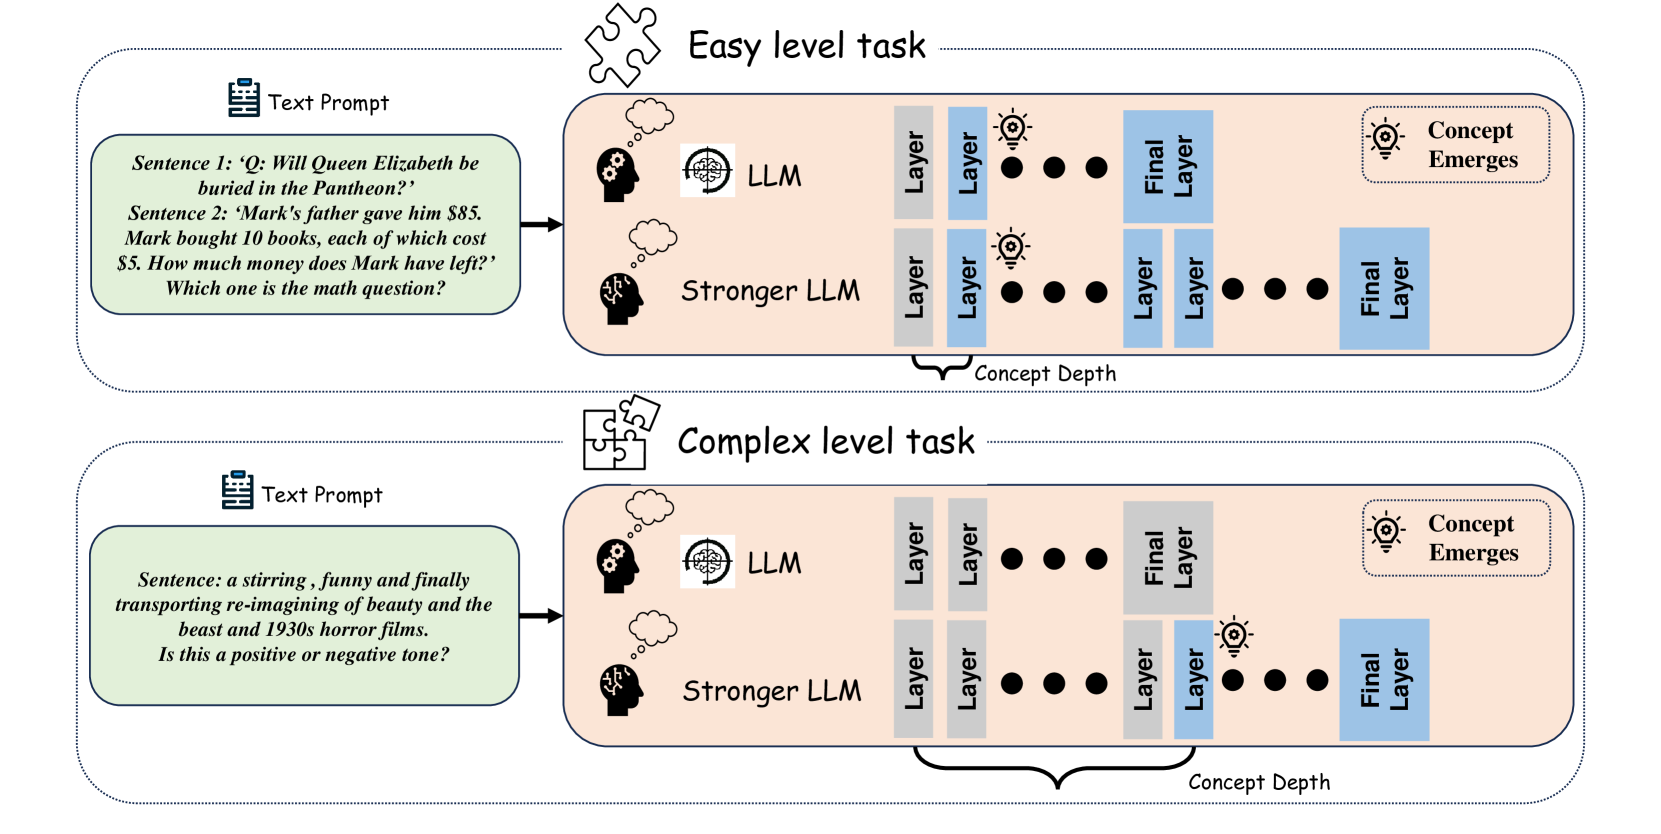 Easy level task
Text Prompt
Sentence 1: ‘Q: Will Queen Elizabeth be
buried in the Pantheon?’
Sentence 2: ‘Mark's father gave him $85.
Mark bought 10 books, each of which cost
$5. How much money does Mark have left?’
Which one is the math question?
LLM
Layer
Layer
Final
Layer
Concept
Emerges
Stronger LLM
Layer
Layer
Layer
Layer
Final
Layer
Concept Depth
Complex level task
Text Prompt
Sentence: a stirring , funny and finally
transporting re-imagining of beauty and the
beast and 1930s horror films.
Is this a positive or negative tone?
LLM
Layer
Layer
Final
Layer
Concept
Emerges
Stronger LLM
Layer
Layer
Layer
Layer
Final
Layer
Concept Depth